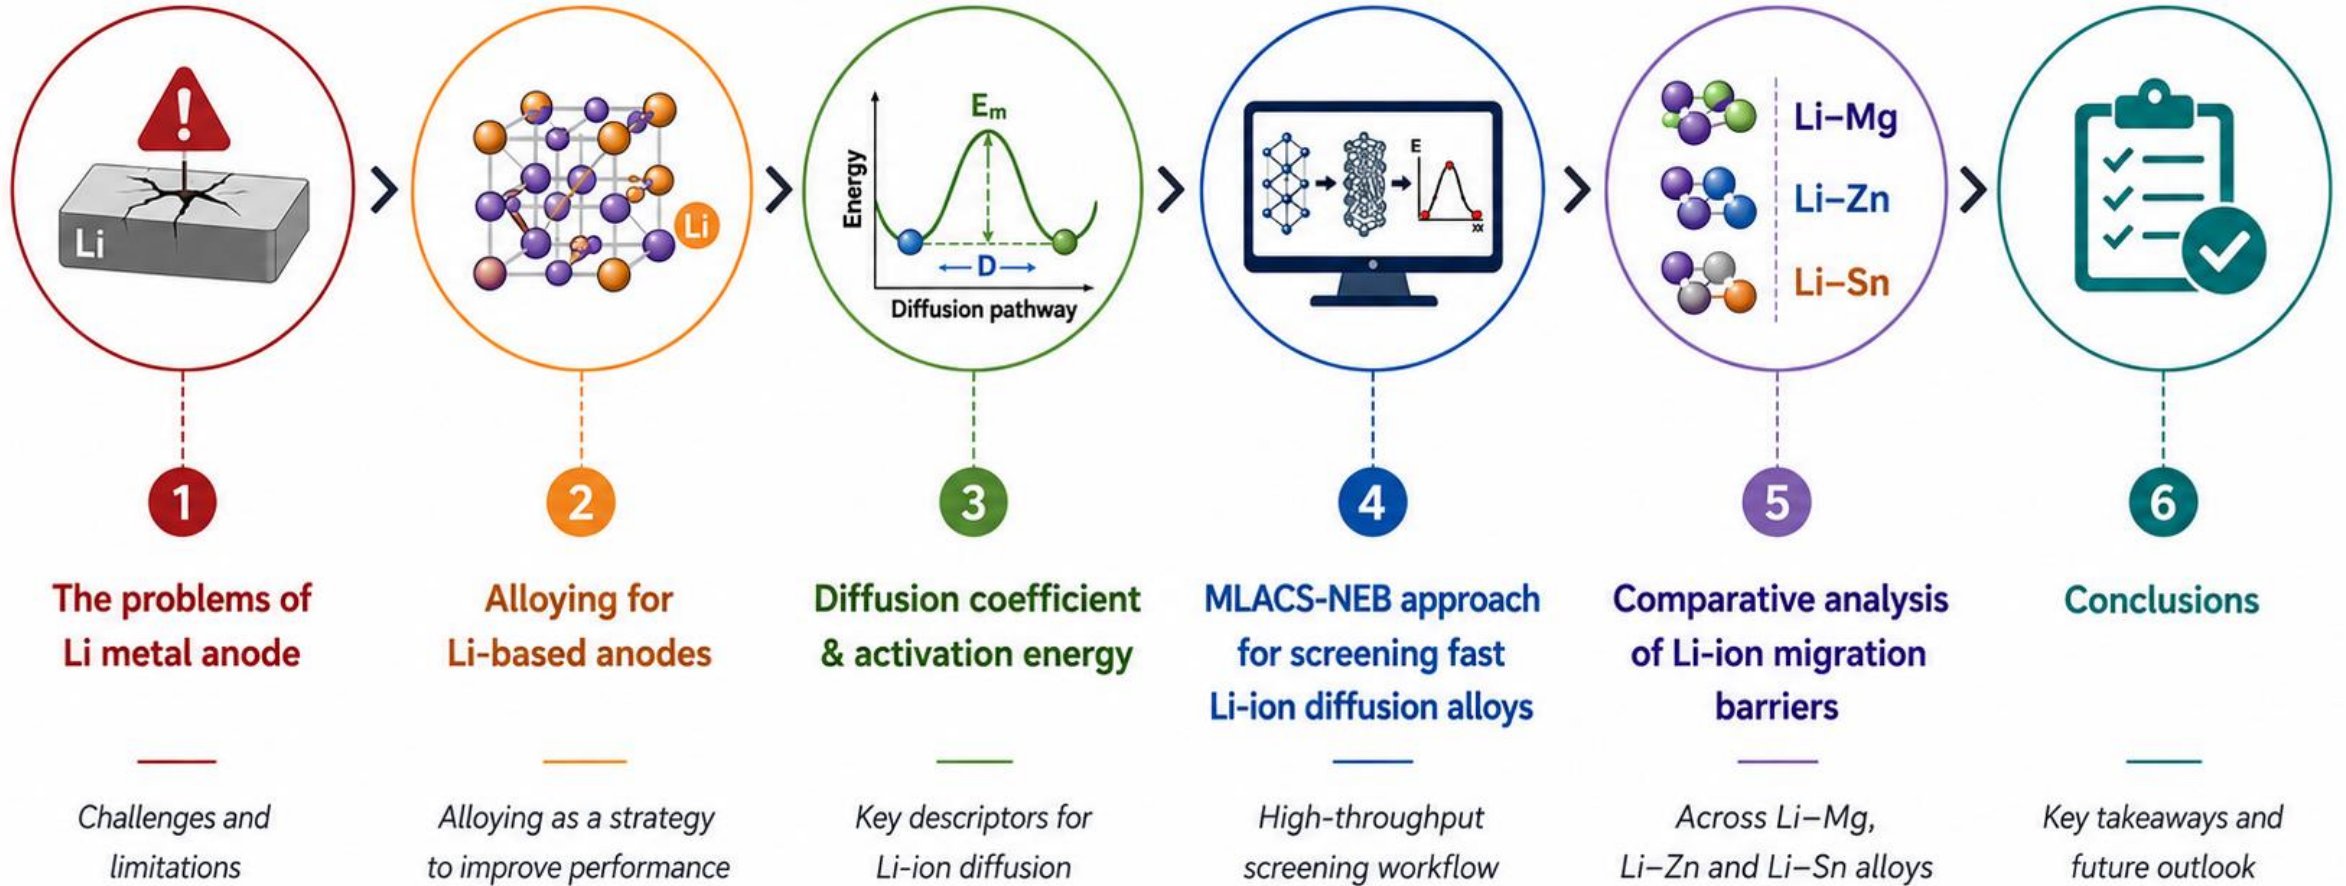 !
Li
Li
Em
Energy
D
Diffusion pathway
E
xx
Li–Mg
Li–Zn
Li–Sn
1
The problems of
Li metal anode
Challenges and
limitations
2
Alloying for
Li-based anodes
Alloying as a strategy
to improve performance
3
Diffusion coefficient
& activation energy
Key descriptors for
Li-ion diffusion
4
MLACS-NEB approach
for screening fast
Li-ion diffusion alloys
High-throughput
screening workflow
5
Comparative analysis
of Li-ion migration
barriers
Across Li–Mg,
Li–Zn and Li–Sn alloys
6
Conclusions
Key takeaways and
future outlook